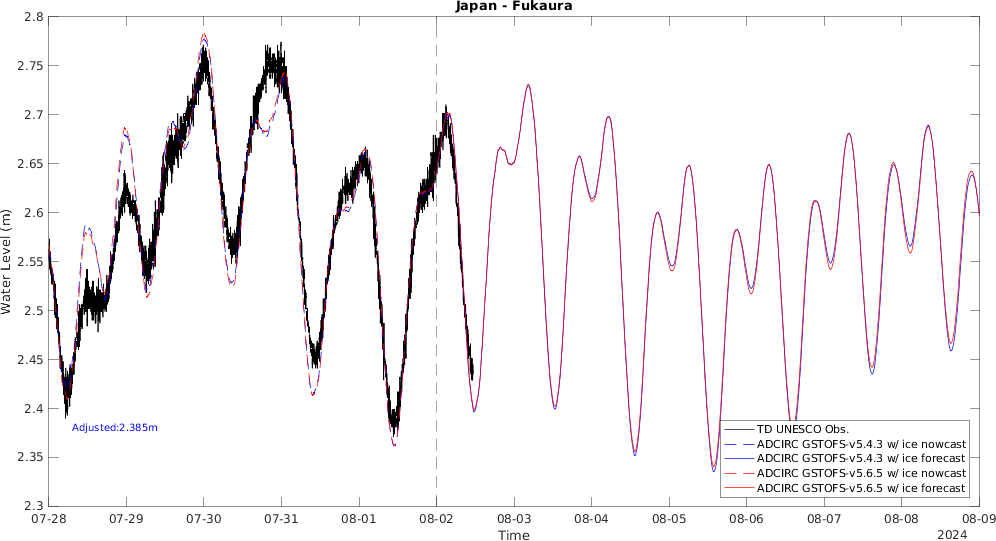 Japan - Fukaura
2.8
2.75
2.7
2.65
2.6
2.55
2.5
2.45
2.4
2.35
2.3
Water Level (m)
Adjusted:2.385m
TD UNESCO Obs.
ADCIRC GSTOFS-v5.4.3 w/ ice nowcast
ADCIRC GSTOFS-v5.4.3 w/ ice forecast
ADCIRC GSTOFS-v5.6.5 w/ ice nowcast
ADCIRC GSTOFS-v5.6.5 w/ ice forecast
07-28 07-29 07-30 07-31 08-01 08-02 08-03 08-04 08-05 08-06 08-07 08-08 08-09
Time
2024